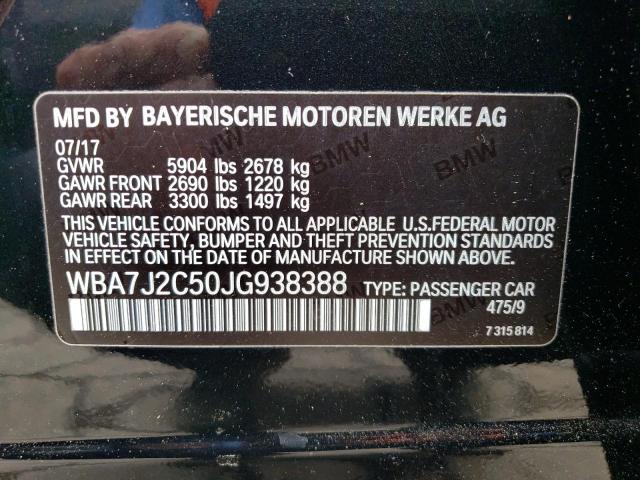 MFD BY BAYERISCHE MOTOREN WERKE AG
07/17
GVWR 5904 lbs 2678 kg
GAWR FRONT 2690 lbs 1220 kg
GAWR REAR 3300 lbs 1497 kg
THIS VEHICLE CONFORMS TO ALL APPLICABLE U.S.FEDERAL MOTOR
VEHICLE SAFETY, BUMPER AND THEFT PREVENTION STANDARDS
IN EFFECT ON THE DATE OF MANUFACTURE SHOWN ABOVE.
WBA7J2C50JG938388 TYPE: PASSENGER CAR
475/9
7 315 814
BMW
BMW
BMW